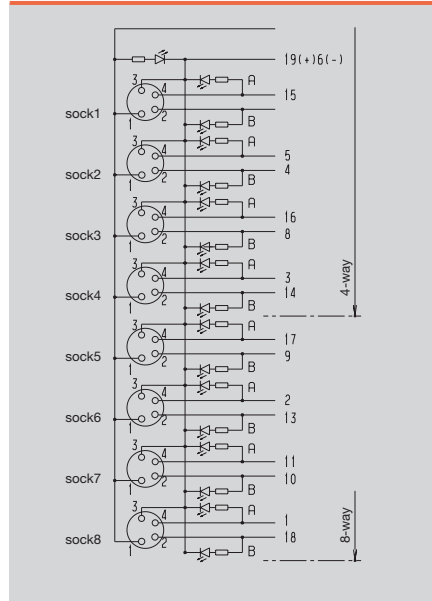 19(+)6(-)
3 A
4 15
sock1
1 2 B
3 A
4 5
sock2 4
1 2 B
3 A
4 16
sock3 8
1 2 B
3 A
4 3
sock4 14
1 2 B
4-way
3 A
4 17
sock5 9
1 2 B
3 A
4 2
sock6 13
1 2 B
3 A
4 11
sock7 10
1 2 B
3 A
4 1
sock8 18
1 2 B
8-way